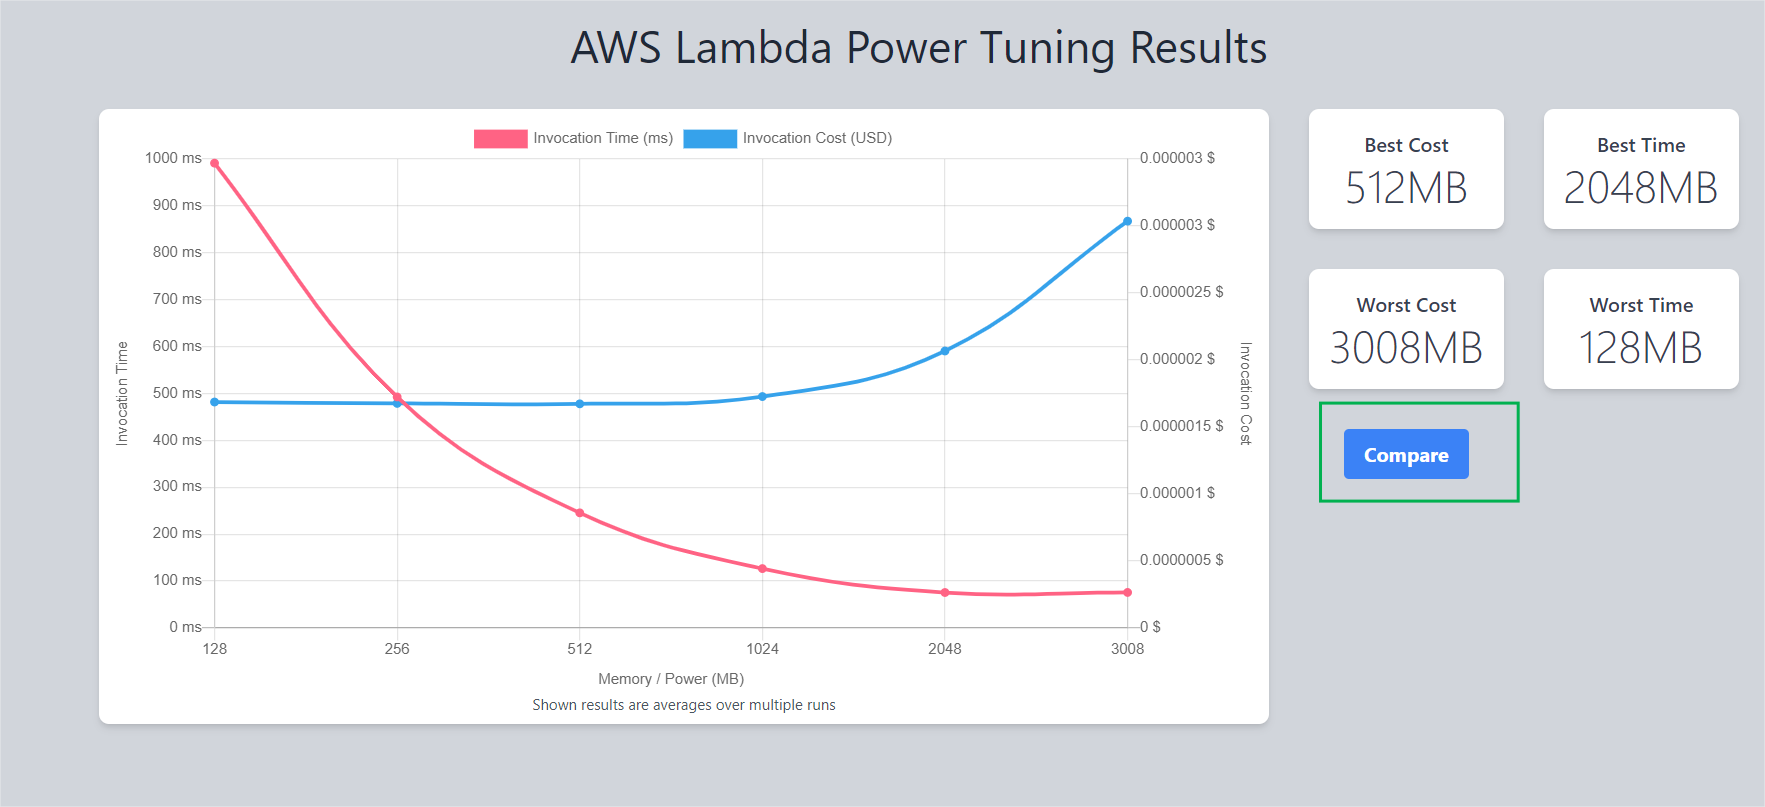 AWS Lambda Power Tuning Results
Invocation Time (ms)
Invocation Cost (USD)
1000 ms
900 ms
800 ms
700 ms
600 ms
500 ms
400 ms
300 ms
200 ms
100 ms
0 ms
Invocation Time
0.000003 $
0.000003 $
0.0000025 $
0.000002 $
0.0000015 $
0.000001 $
0.0000005 $
0 $
Invocation Cost
128
256
512
1024
2048
3008
Memory / Power (MB)
Shown results are averages over multiple runs
Best Cost
512MB
Best Time
2048MB
Worst Cost
3008MB
Worst Time
128MB
Compare